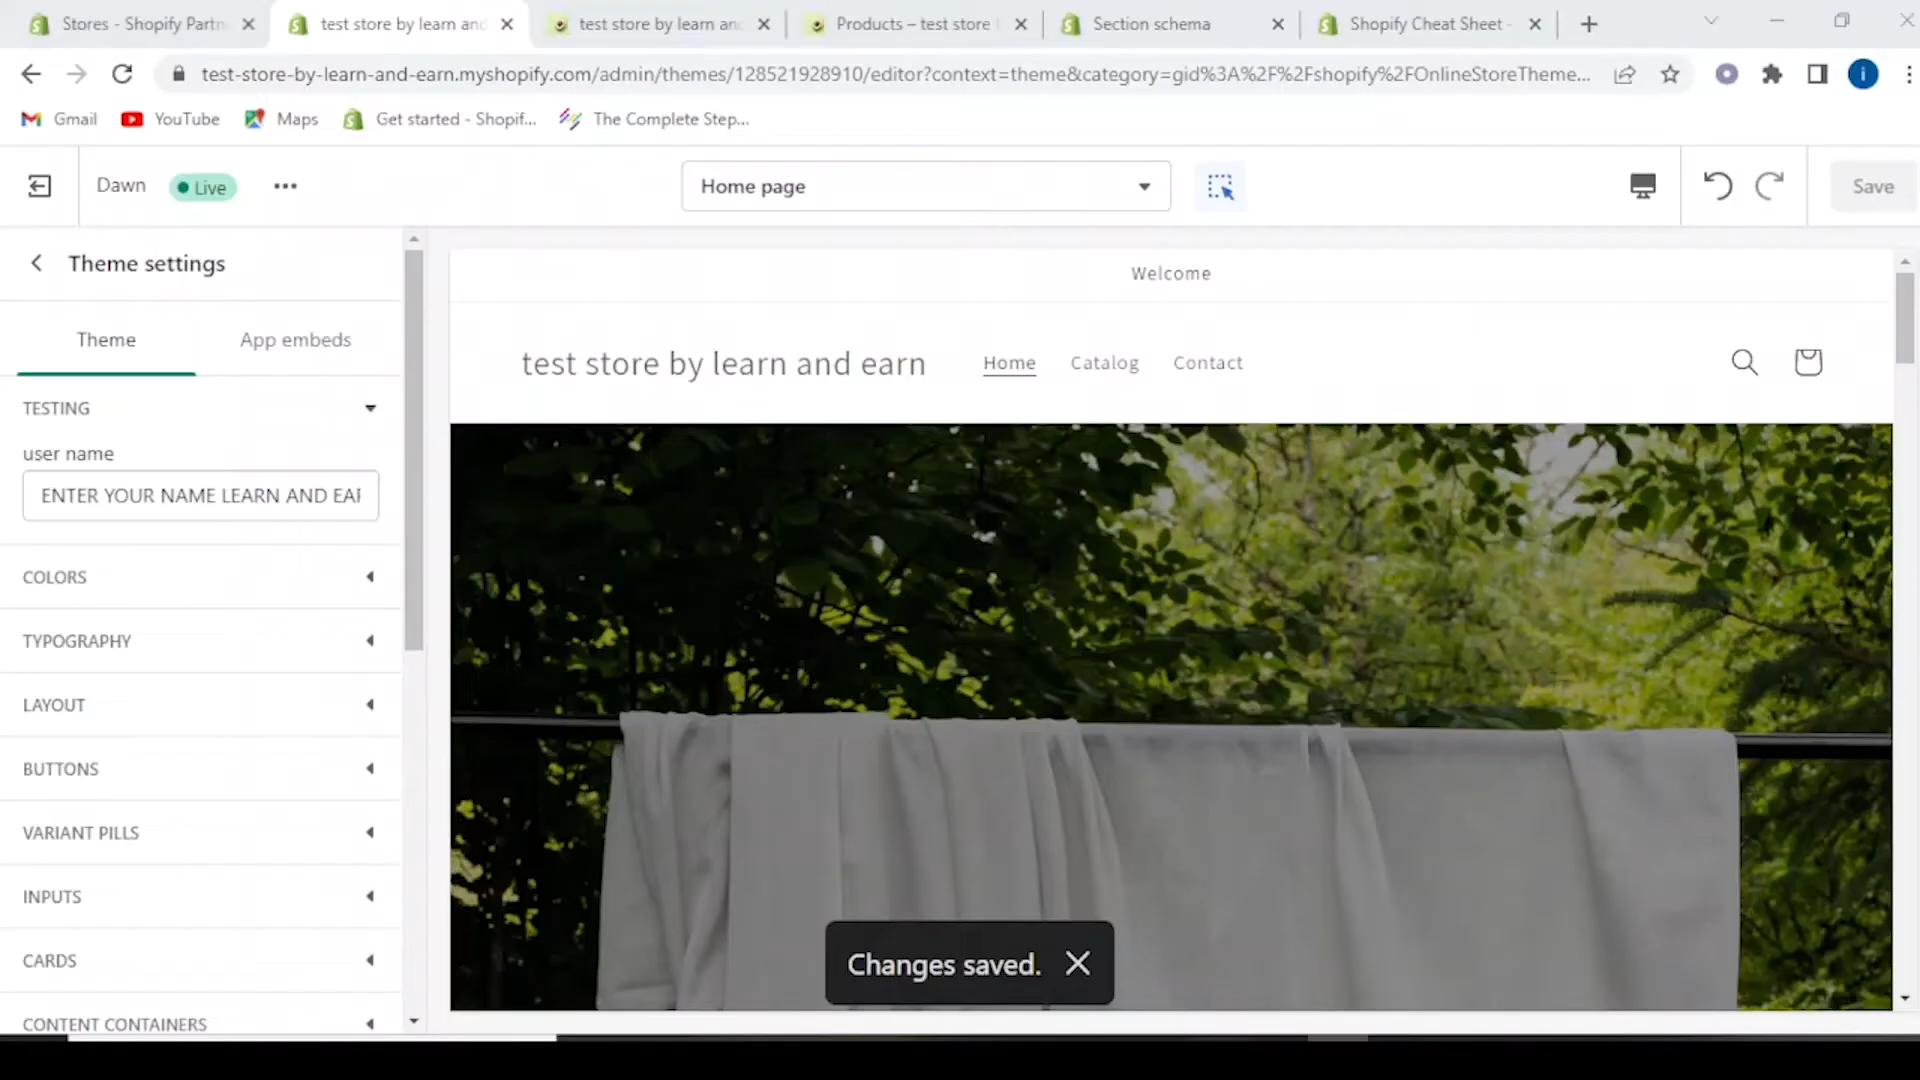 Stores - Shopify Partn
test store by learn and
test store by learn and
Products – test store
Section schema
Shopify Cheat Sheet -
test-store-by-learn-and-earn.myshopify.com/admin/themes/128521928910/editor?context=theme&category=gid%3A%2F%2Fshopify%2FOnlineStoreTheme...
i
Gmail
YouTube
Maps
Get started - Shopif...
The Complete Step...
Dawn
Live
Home page
Save
Theme settings
Theme
App embeds
TESTING
user name
ENTER YOUR NAME LEARN AND EAR
COLORS
TYPOGRAPHY
LAYOUT
BUTTONS
VARIANT PILLS
INPUTS
CARDS
CONTENT CONTAINERS
Welcome
test store by learn and earn
Home
Catalog
Contact
Changes saved.